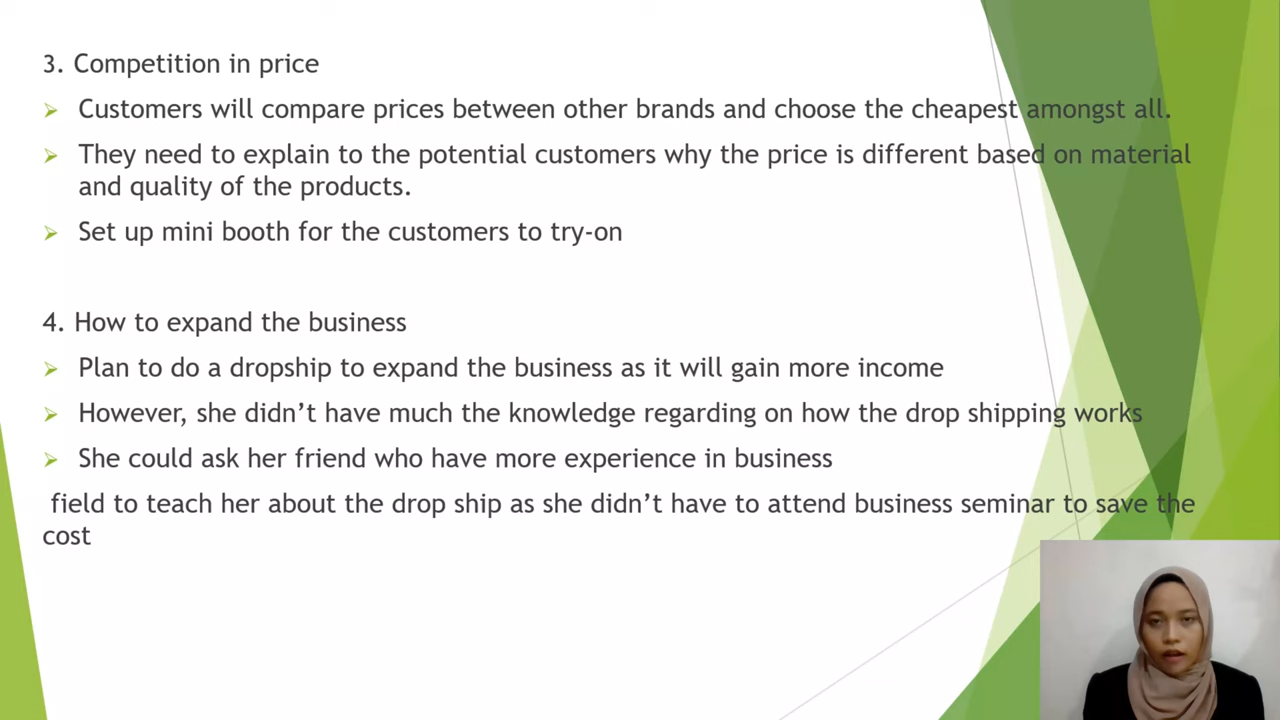 3. Competition in price
Customers will compare prices between other brands and choose the cheapest amongst all.
They need to explain to the potential customers why the price is different based on material
and quality of the products.
Set up mini booth for the customers to try-on
4. How to expand the business
Plan to do a dropship to expand the business as it will gain more income
However, she didn’t have much the knowledge regarding on how the drop shipping works
She could ask her friend who have more experience in business
field to teach her about the drop ship as she didn’t have to attend business seminar to save the
cost